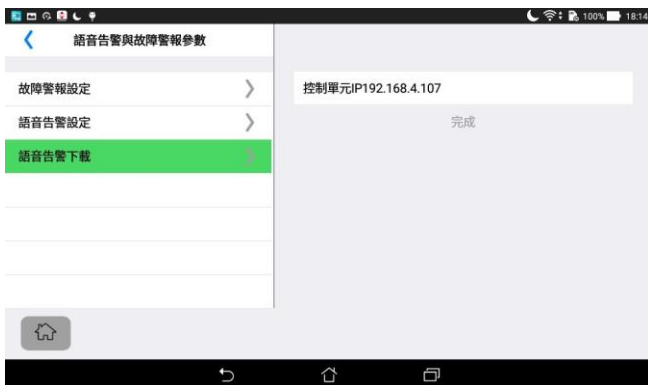 100% 18:14
語音告警與故障警報參數
故障警報設定
語音告警設定
語音告警下載
控制單元IP192.168.4.107
完成